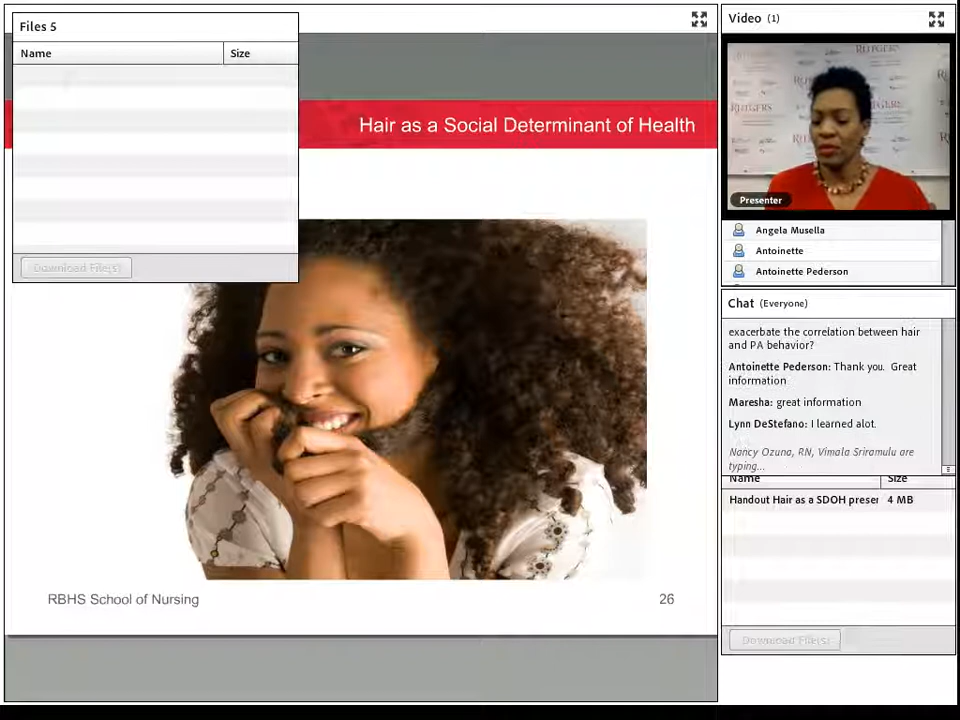 Files 5
Name Size
Download File(s)
Hair as a Social Determinant of Health
RBHS School of Nursing 26
Video (1)
RUTGERS
RUTGERS
RUTGERS
Presenter
Angela Musella
Antoinette
Antoinette Pederson
Chat (Everyone)
exacerbate the correlation between hair
and PA behavior?
Antoinette Pederson: Thank you. Great
information
Maresha: great information
Lynn DeStefano: I learned alot.
Nancy Ozuna, RN, Vimala Sriramulu are
typing...
Name Size
Handout Hair as a SDOH preser 4 MB
Download File(s)